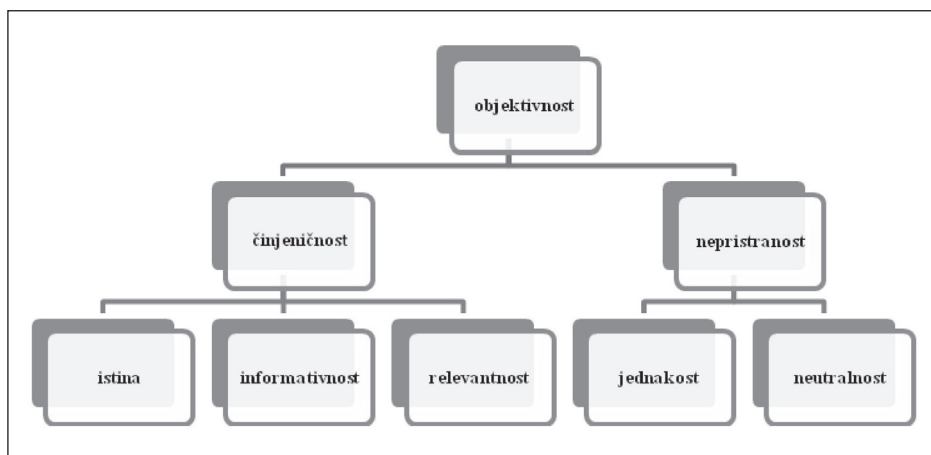 objektivnost
činjeničnost
nepristranost
istina
informativnost
relevantnost
jednakost
neutralnost